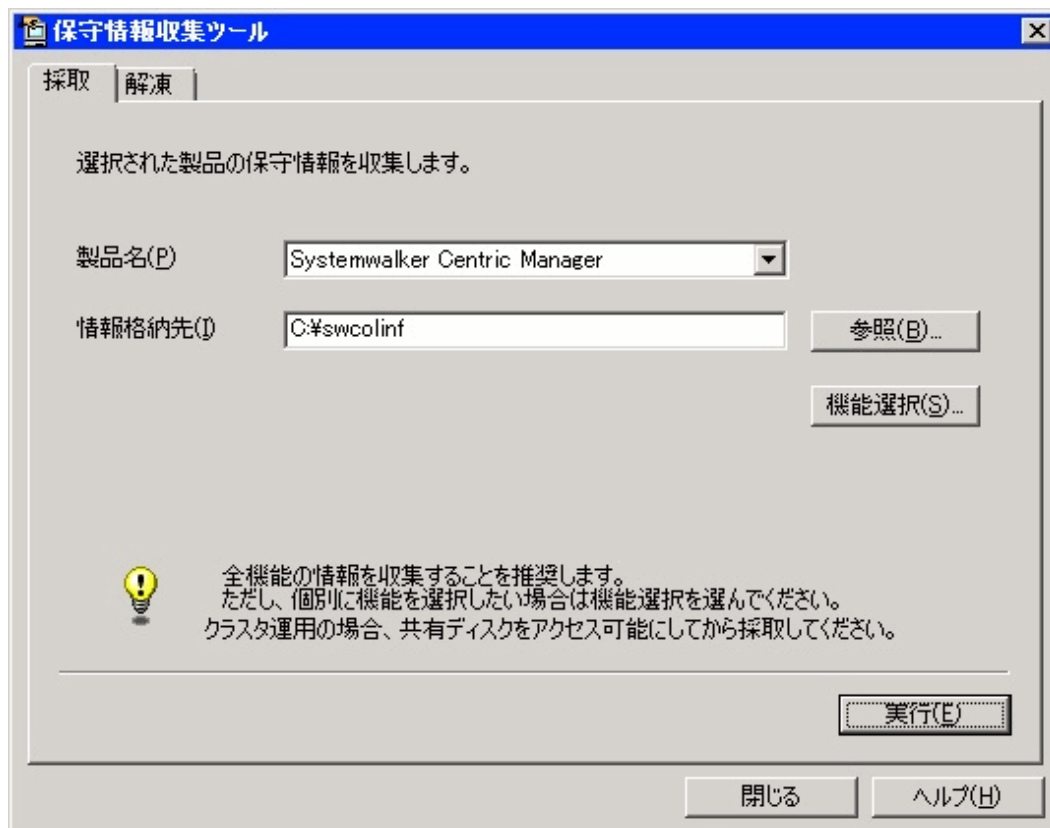 保守情報収集ツール
採取
解凍
選択された製品の保守情報を収集します。
製品名(P)
Systemwalker Centric Manager
情報格納先(I)
C:¥swcolinf
参照(B)...
機能選択(S)...
全機能の情報を収集することを推奨します。
ただし、個別に機能を選択したい場合は機能選択を選んでください。
クラスタ運用の場合、共有ディスクをアクセス可能にしてから採取してください。
実行(E)
閉じる
ヘルプ(H)